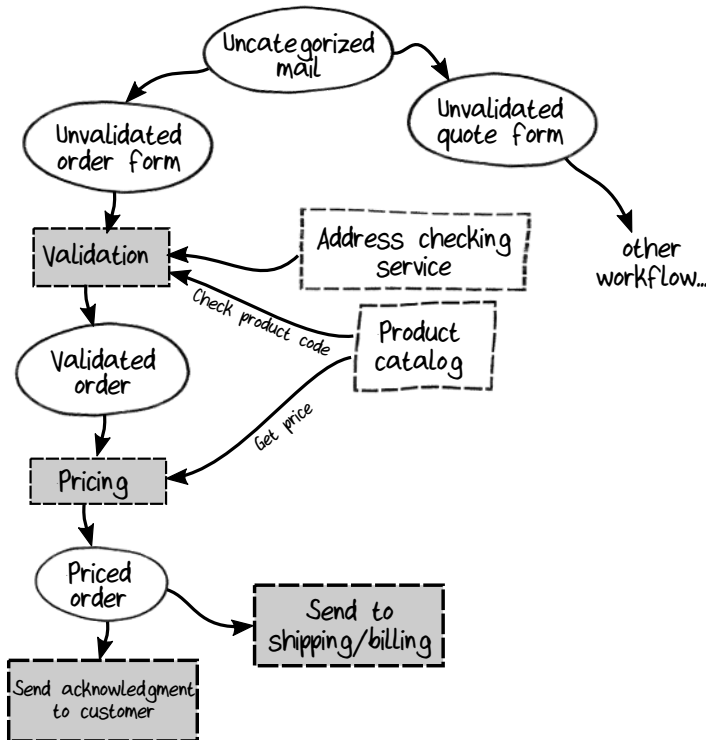 Uncategorized
mail
Unvalidated
order form
Unvalidated
quote form
Validation
Address checking
service
other
workflow...
Check product code
Product
catalog
Validated
order
Get price
Pricing
Priced
order
Send to
shipping/billing
Send acknowledgment
to customer